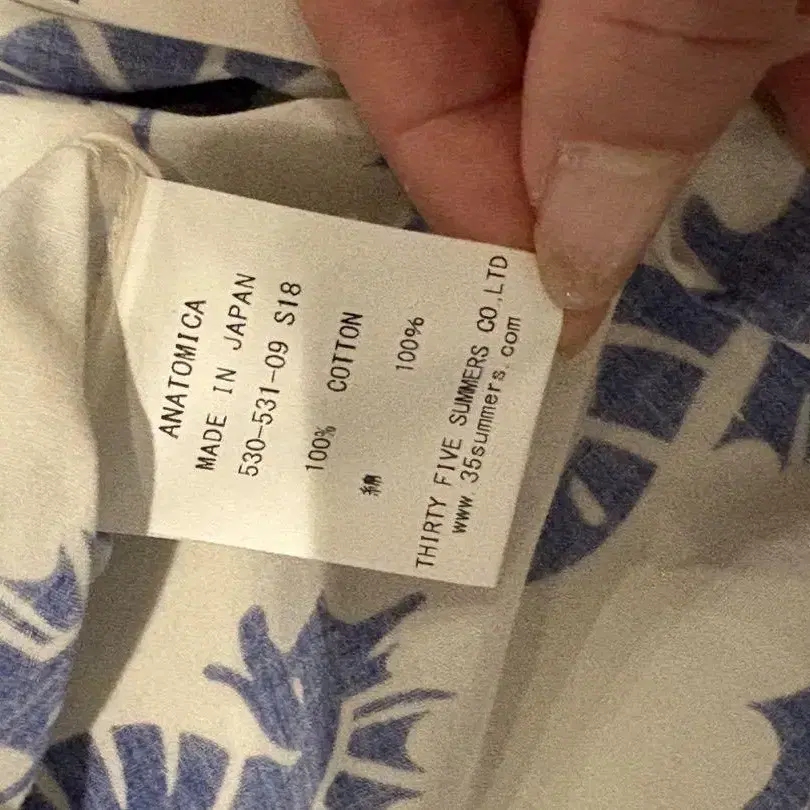 ANATOMICA
MADE IN JAPAN
530-531-09 S18
100% COTTON
綿 100%
THIRTY FIVE SUMMERS CO.,LTD
www.35summers.com